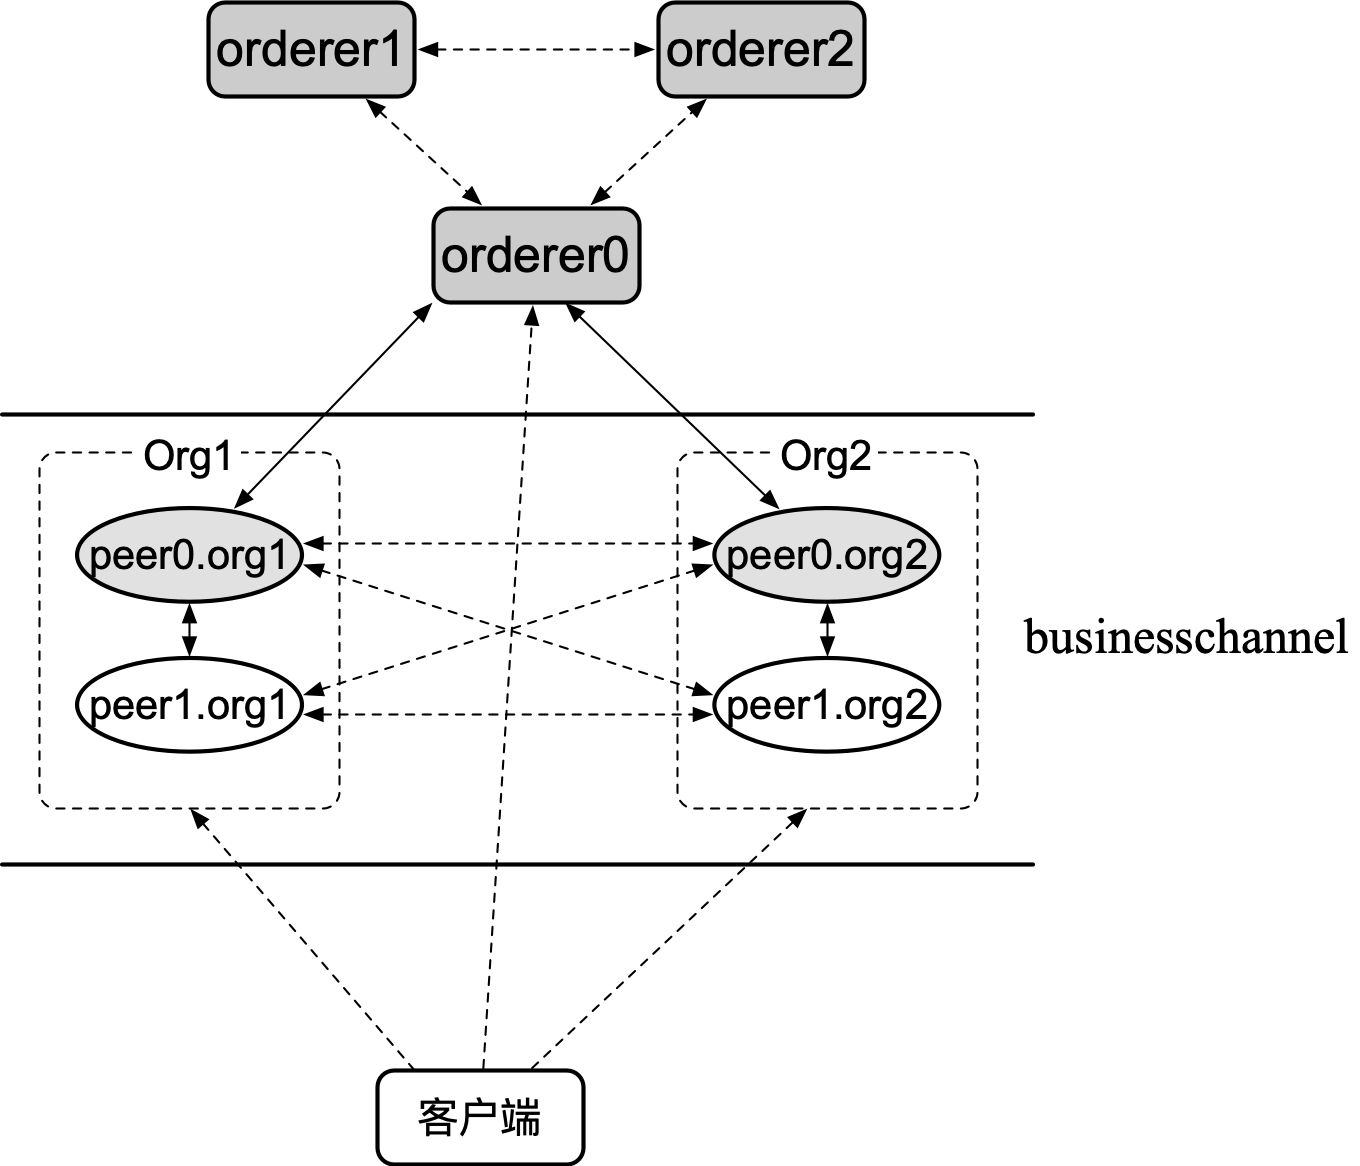 orderer1
orderer2
orderer0
Org1
Org2
peer0.org1
peer0.org2
businesschannel
peer1.org1
peer1.org2
客户端